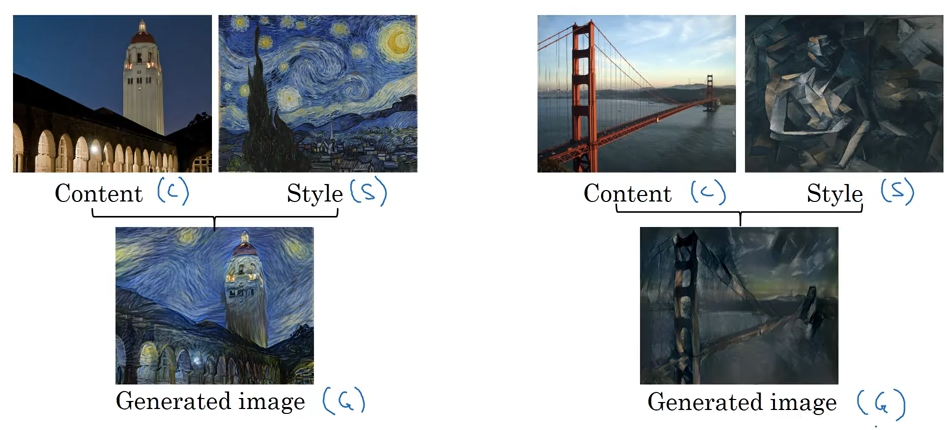 Content (C) Style (S)
Content (C) Style (S)
Generated image (G)
Generated image (G)